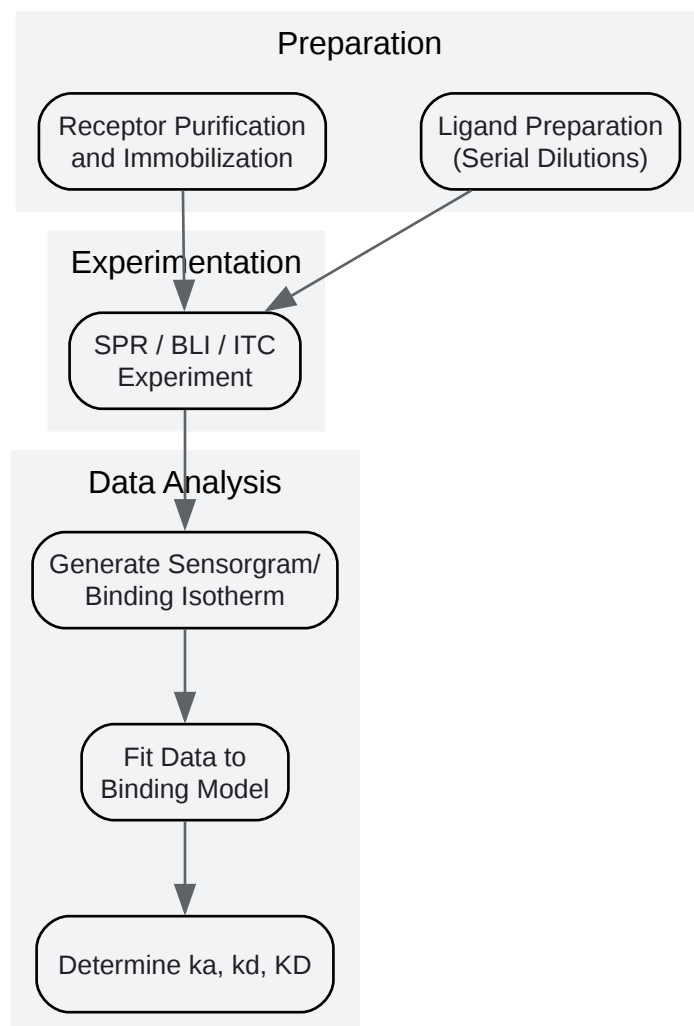 Preparation
Receptor Purification
and Immobilization
Ligand Preparation
(Serial Dilutions)
Experimentation
SPR / BLI / ITC
Experiment
Data Analysis
Generate Sensorgram/
Binding Isotherm
Fit Data to
Binding Model
Determine ka, kd, KD